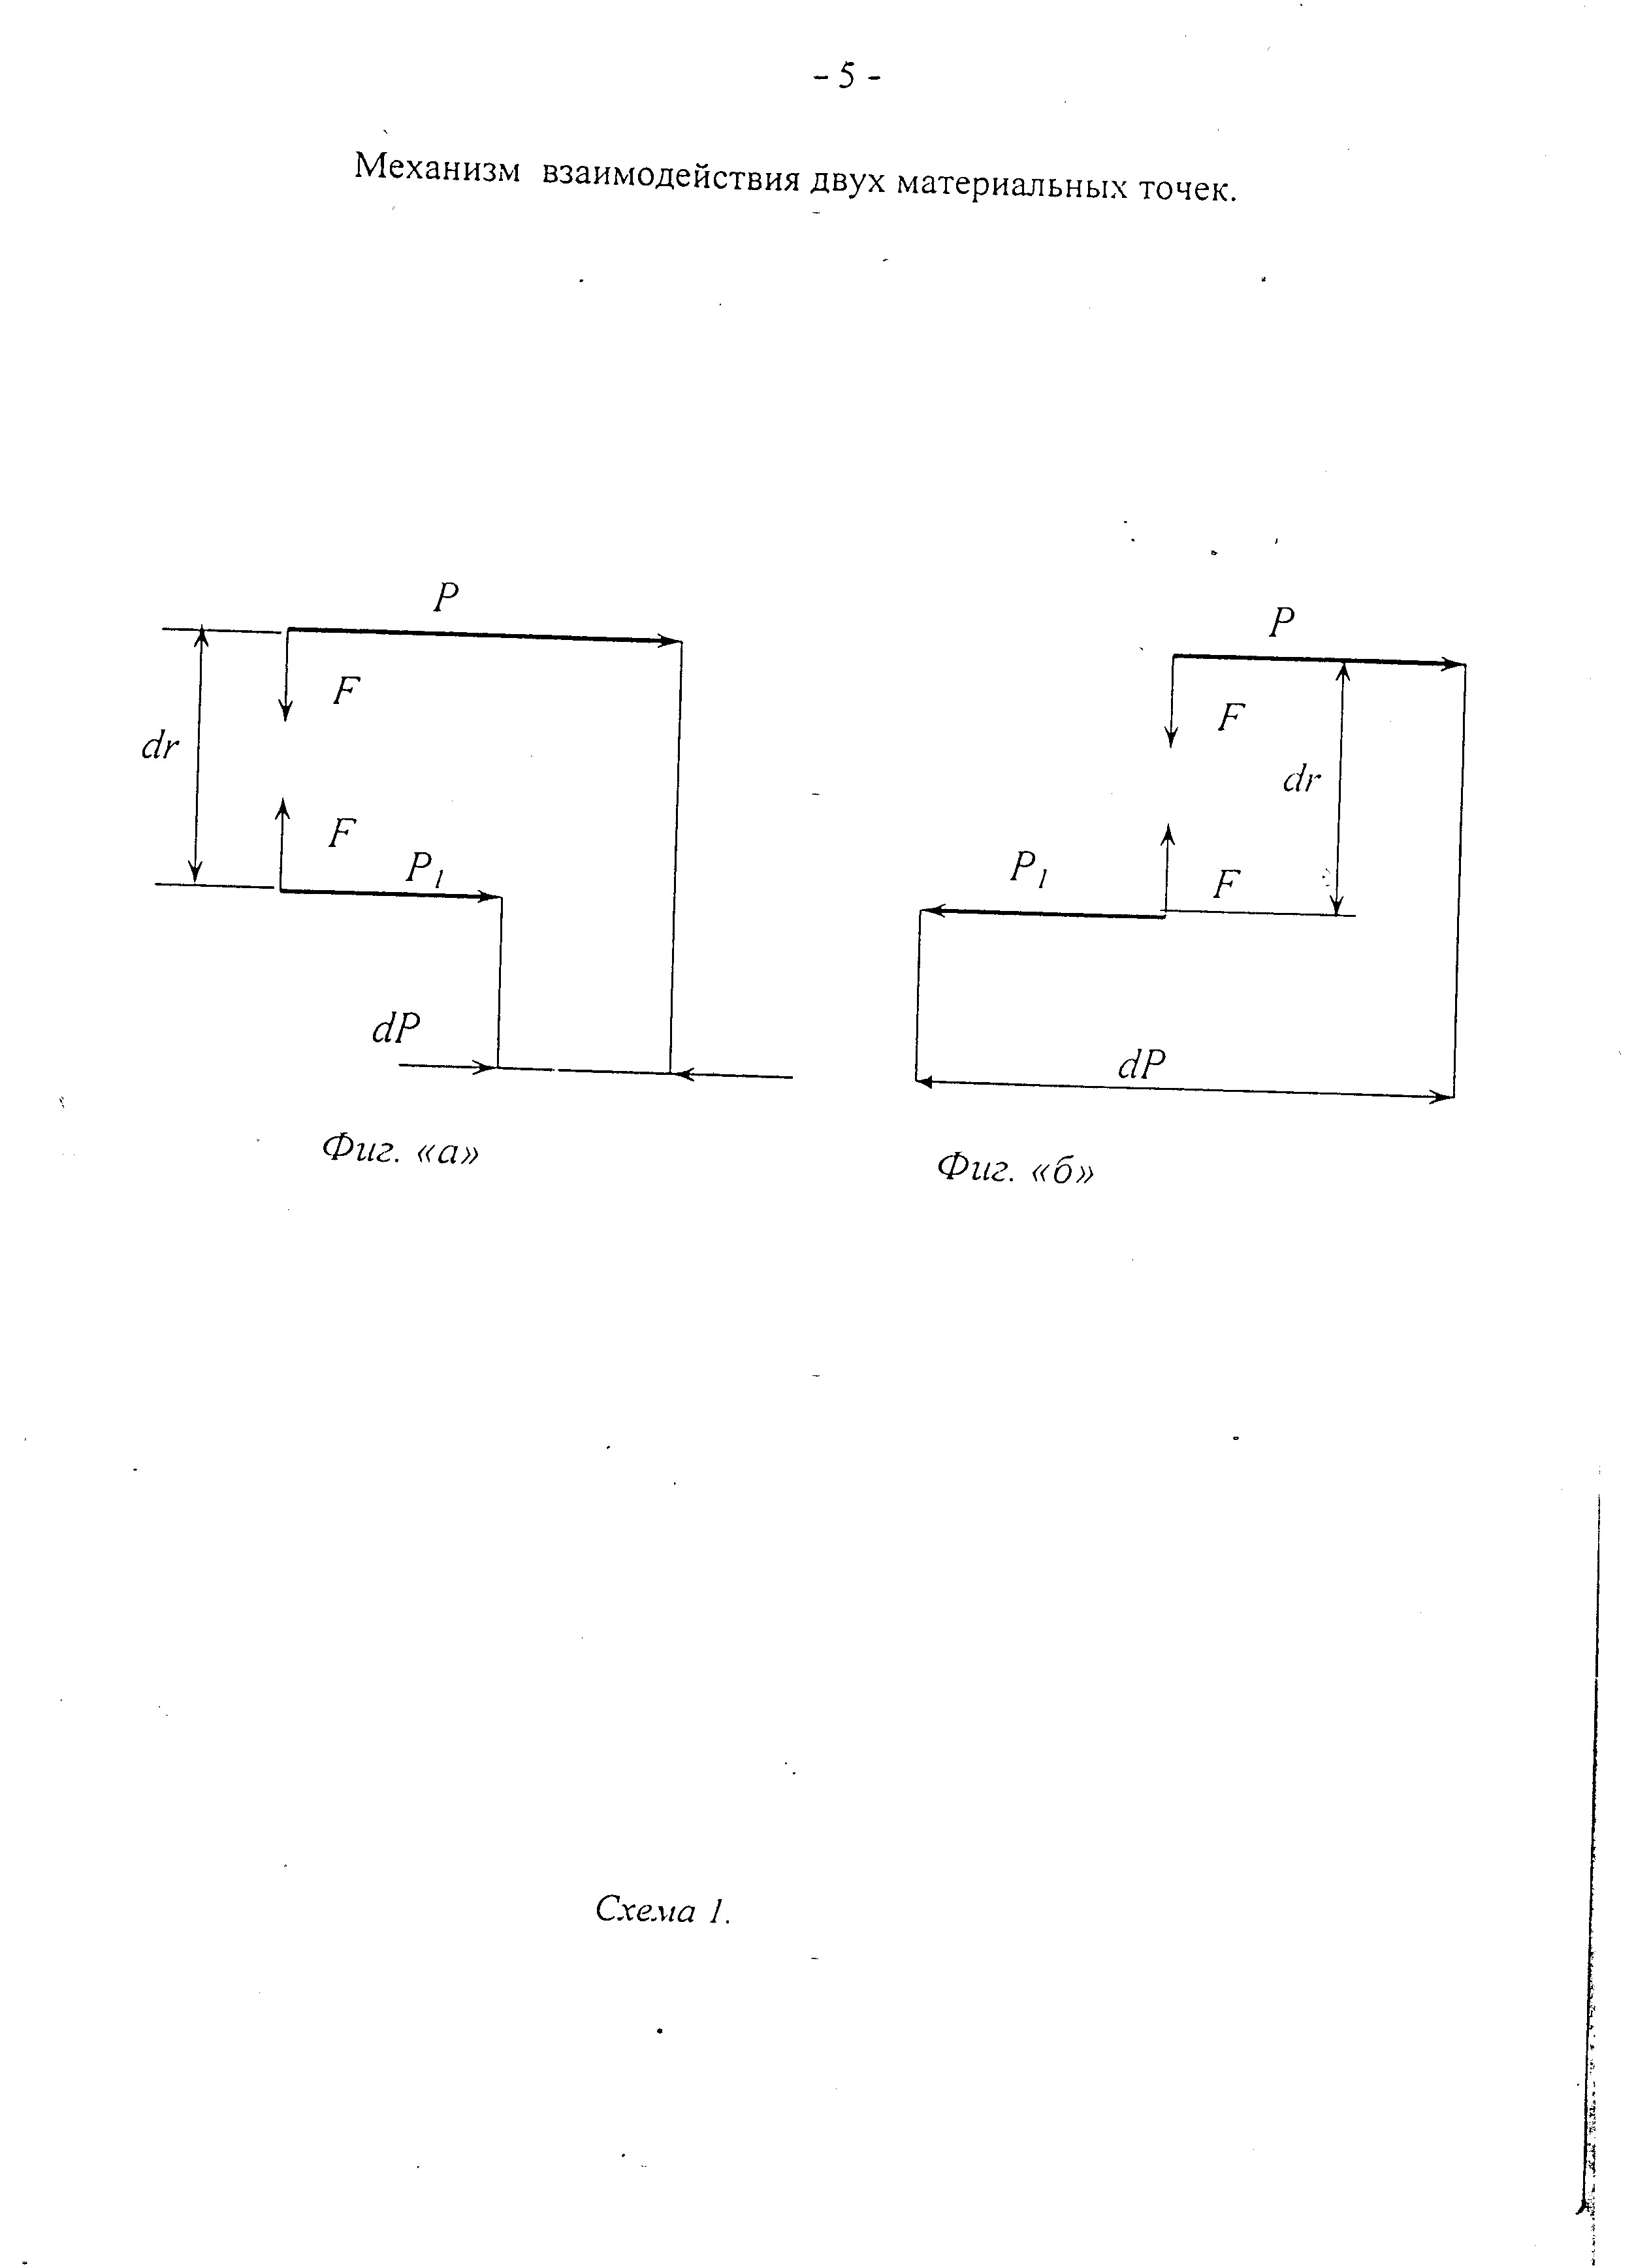 - 5 -
Механизм взаимодействия двух материальных точек.
P
F
dr
F
P1
dP
Фиг. «а»
P
F
dr
P1
F
dP
Фиг. «б»
Схема 1.